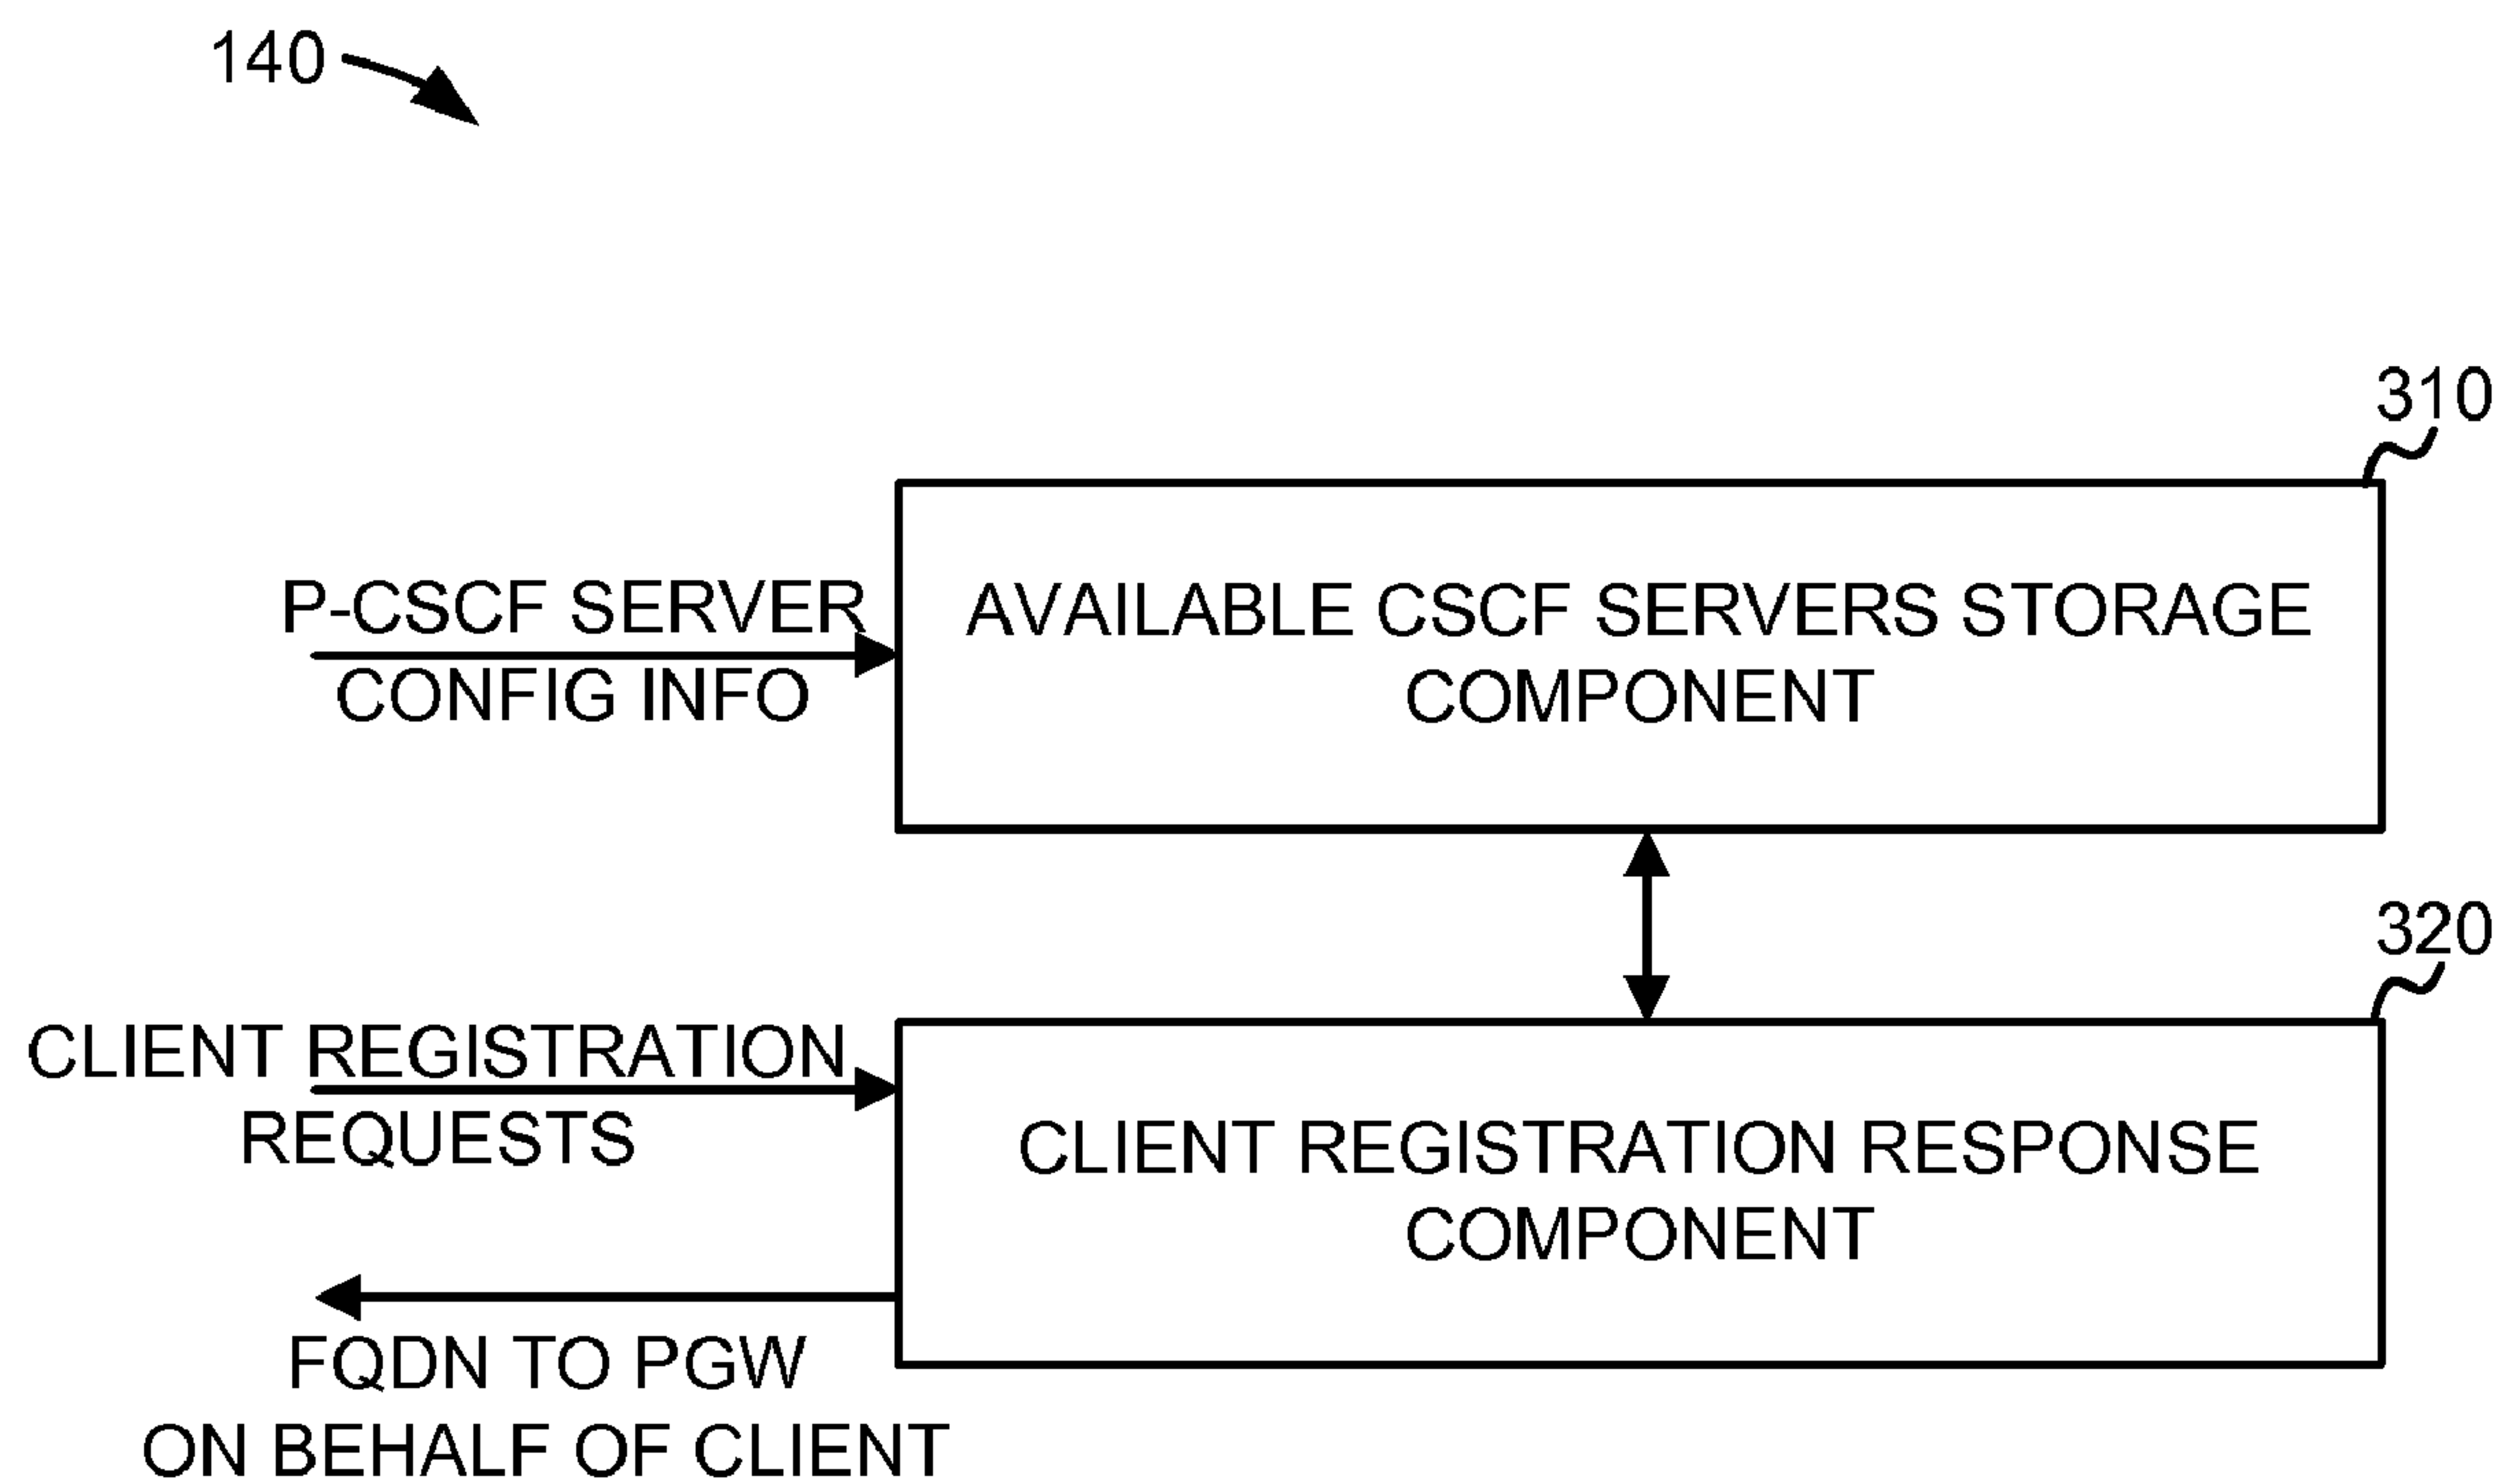 140
310
P-CSCF SERVER
CONFIG INFO
AVAILABLE CSCF SERVERS STORAGE
COMPONENT
320
CLIENT REGISTRATION
REQUESTS
CLIENT REGISTRATION RESPONSE
COMPONENT
FQDN TO PGW
ON BEHALF OF CLIENT